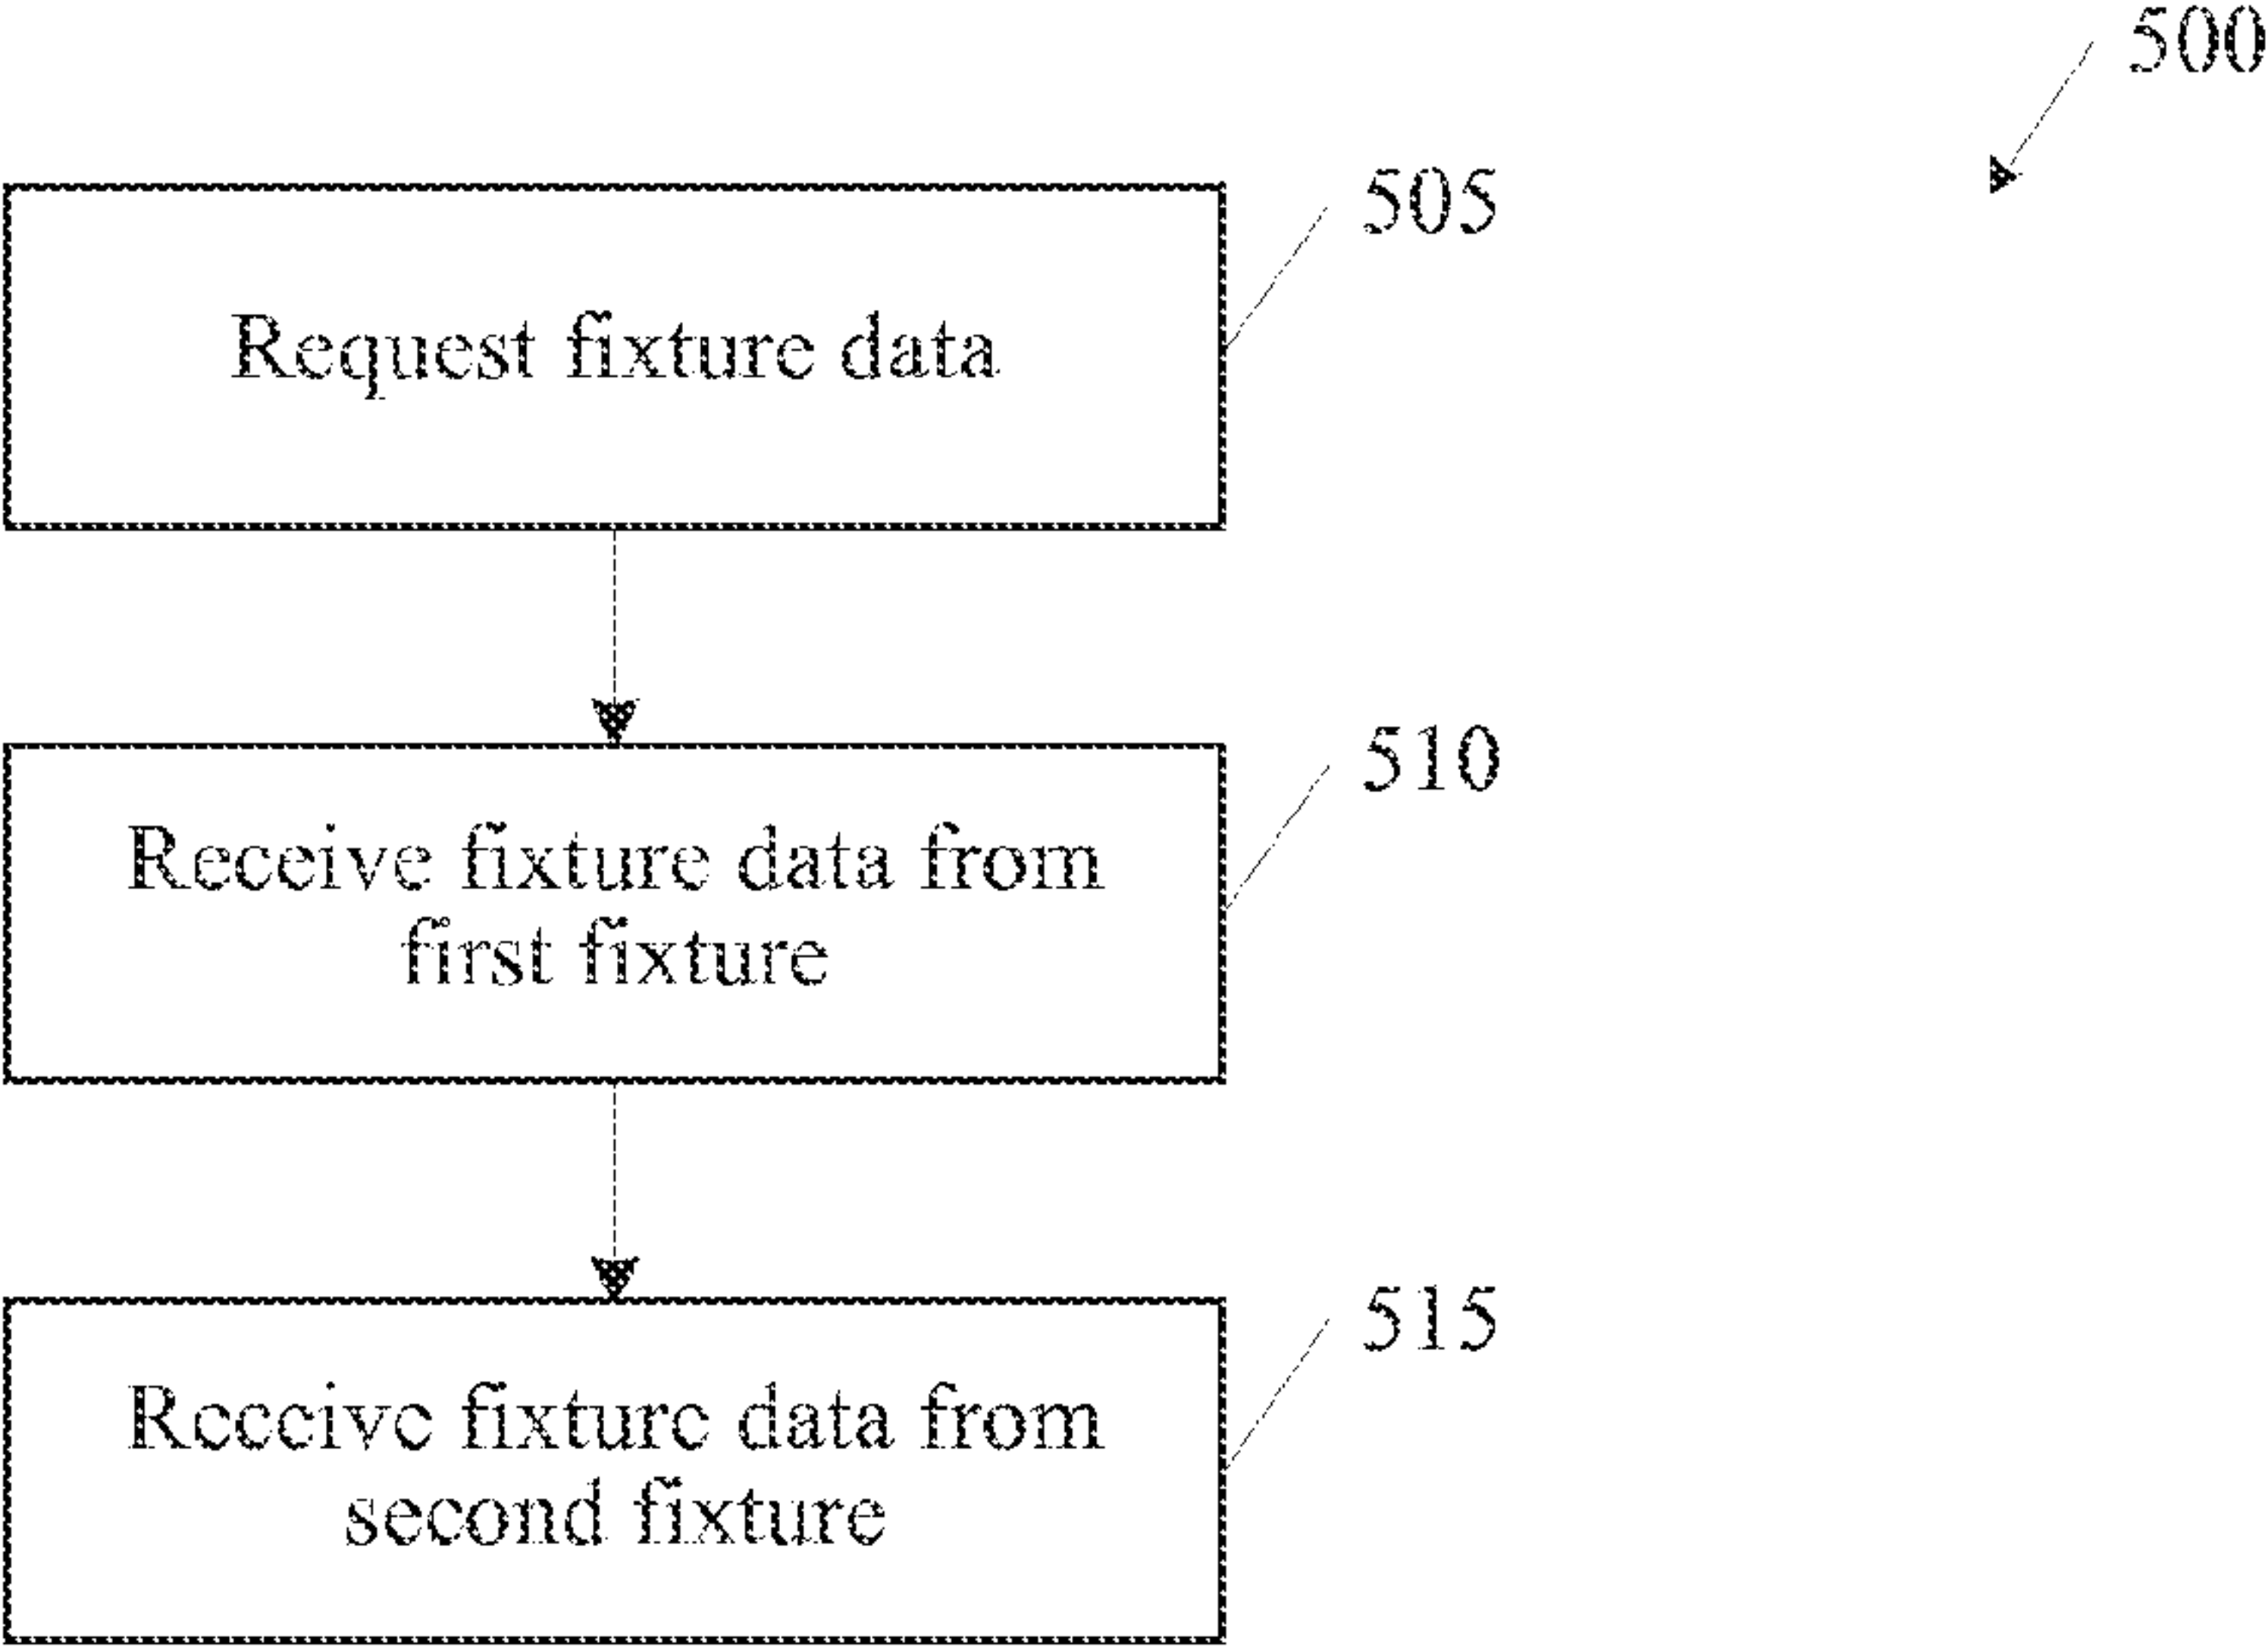 500
505
Request fixture data
510
Receive fixture data from
first fixture
515
Receive fixture data from
second fixture